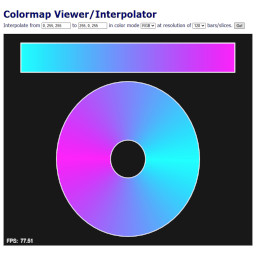 Colormap Viewer/Interpolator
Interpolate from 0, 255, 255 to 255, 0, 255 in color mode RGB at resolution of 120 bars/slices. Go!
FPS: 77.51